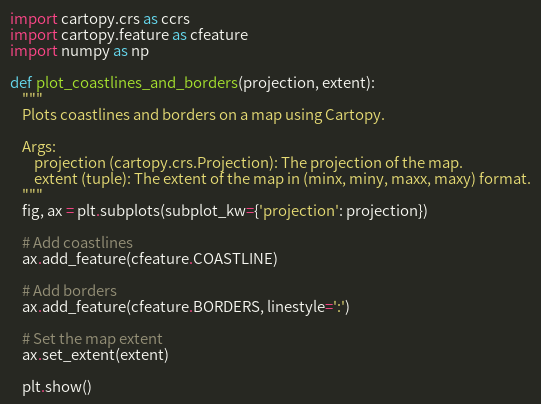 import cartopy.crs as ccrs
import cartopy.feature as cfeature
import numpy as np

def plot_coastlines_and_borders(projection, extent):
    """
    Plots coastlines and borders on a map using Cartopy.

    Args:
        projection (cartopy.crs.Projection): The projection of the map.
        extent (tuple): The extent of the map in (minx, miny, maxx, maxy) format.
    """
    fig, ax = plt.subplots(subplot_kw={'projection': projection})

    # Add coastlines
    ax.add_feature(cfeature.COASTLINE)

    # Add borders
    ax.add_feature(cfeature.BORDERS, linestyle=':')

    # Set the map extent
    ax.set_extent(extent)

    plt.show()